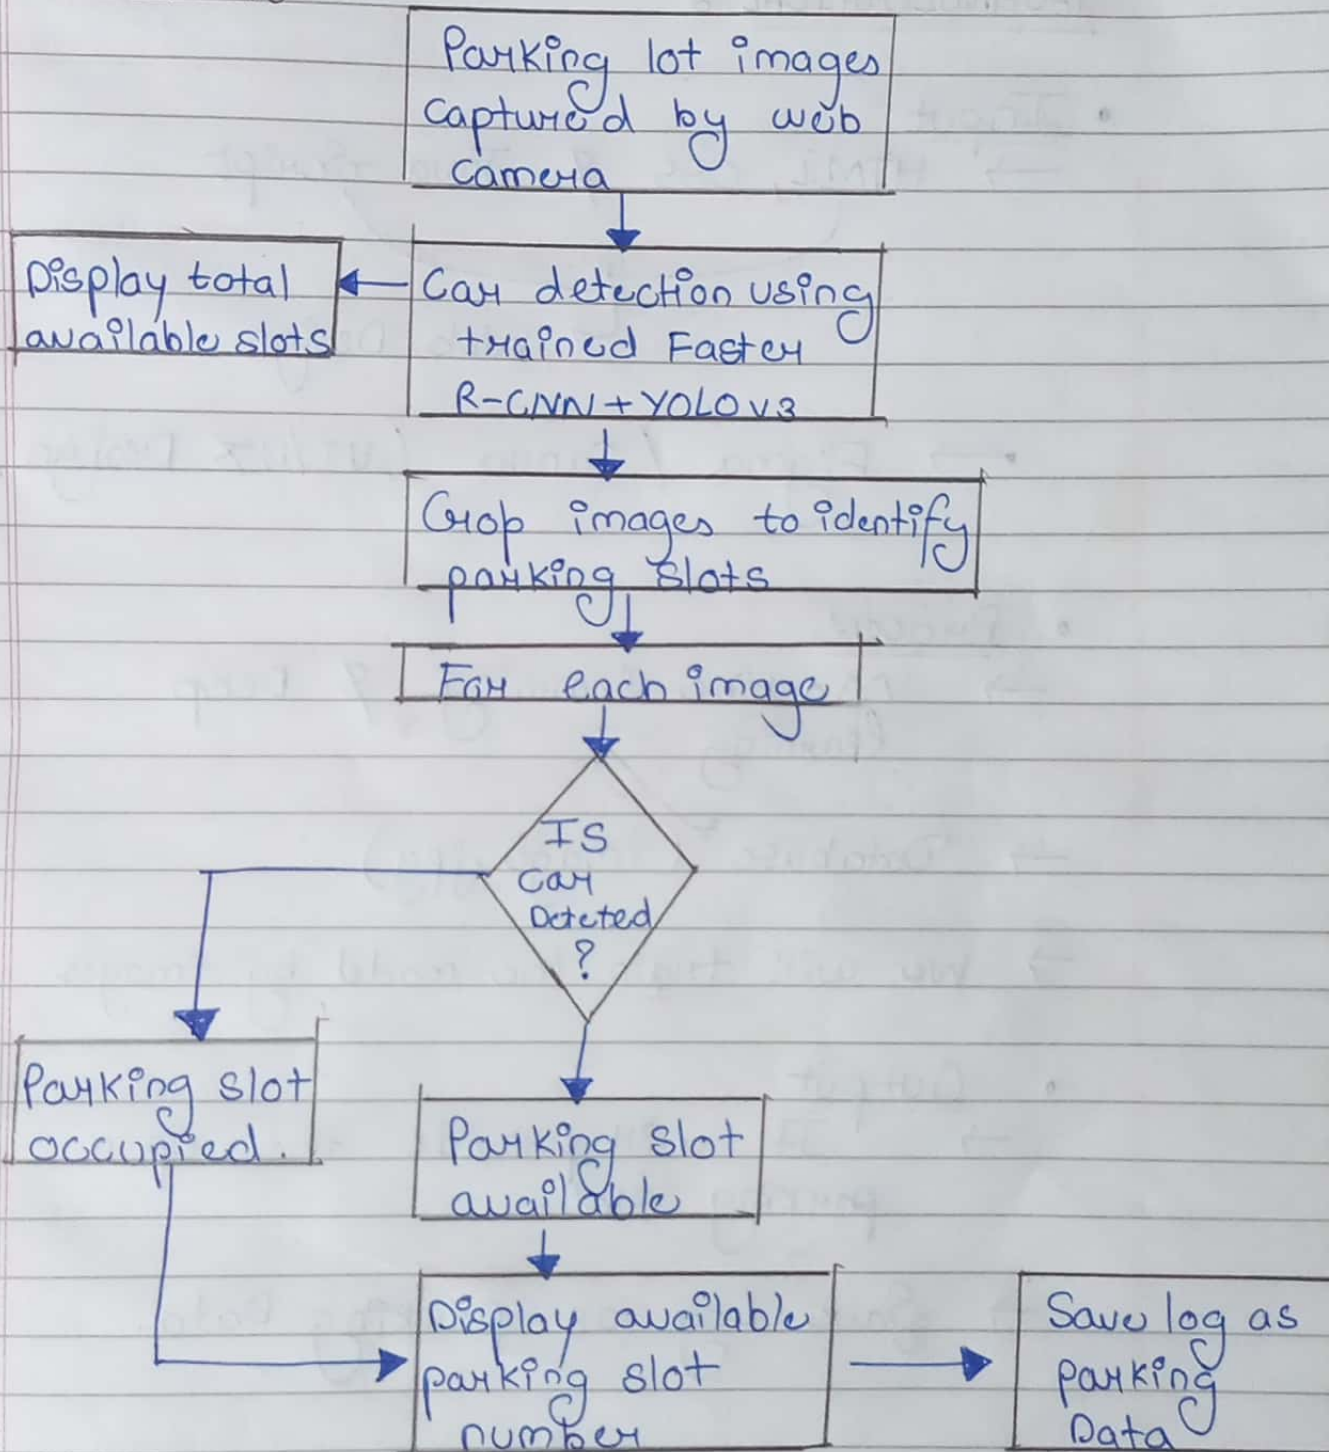 Parking lot images
captured by web
camera
Display total
available slots
Car detection using
trained Faster
R-CNN + YOLO v3
Crop images to identify
parking slots
For each image
Is
car
Deteted
?
Parking slot
occupied.
Parking slot
available
Display available
parking slot
number
Save log as
parking
Data